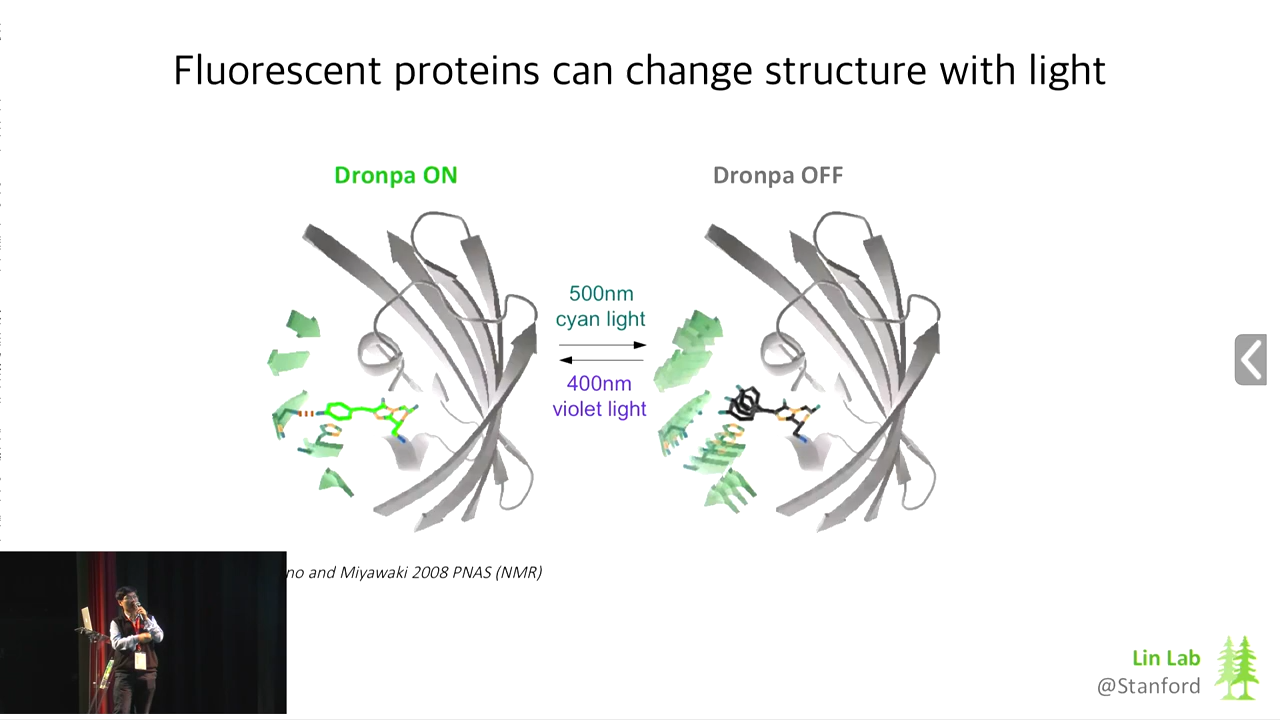 Fluorescent proteins can change structure with light
Dronpa ON
Dronpa OFF
500nm
cyan light
400nm
violet light
and Miyawaki 2008 PNAS (NMR)
Lin Lab
@Stanford